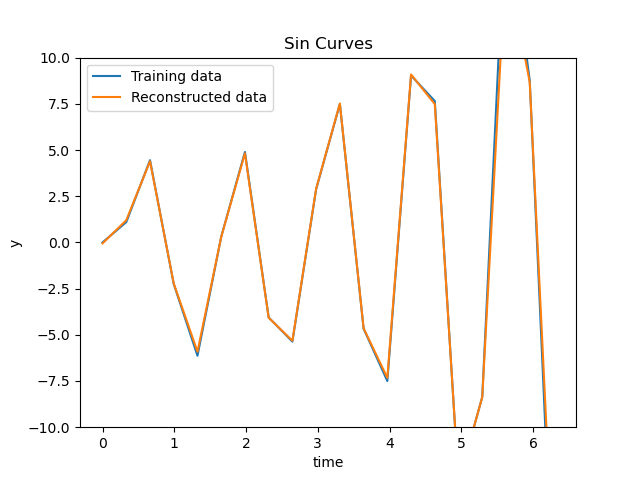 Sin Curves
Training data
Reconstructed data
y
10.0
7.5
5.0
2.5
0.0
−2.5
−5.0
−7.5
−10.0
0 1 2 3 4 5 6
time